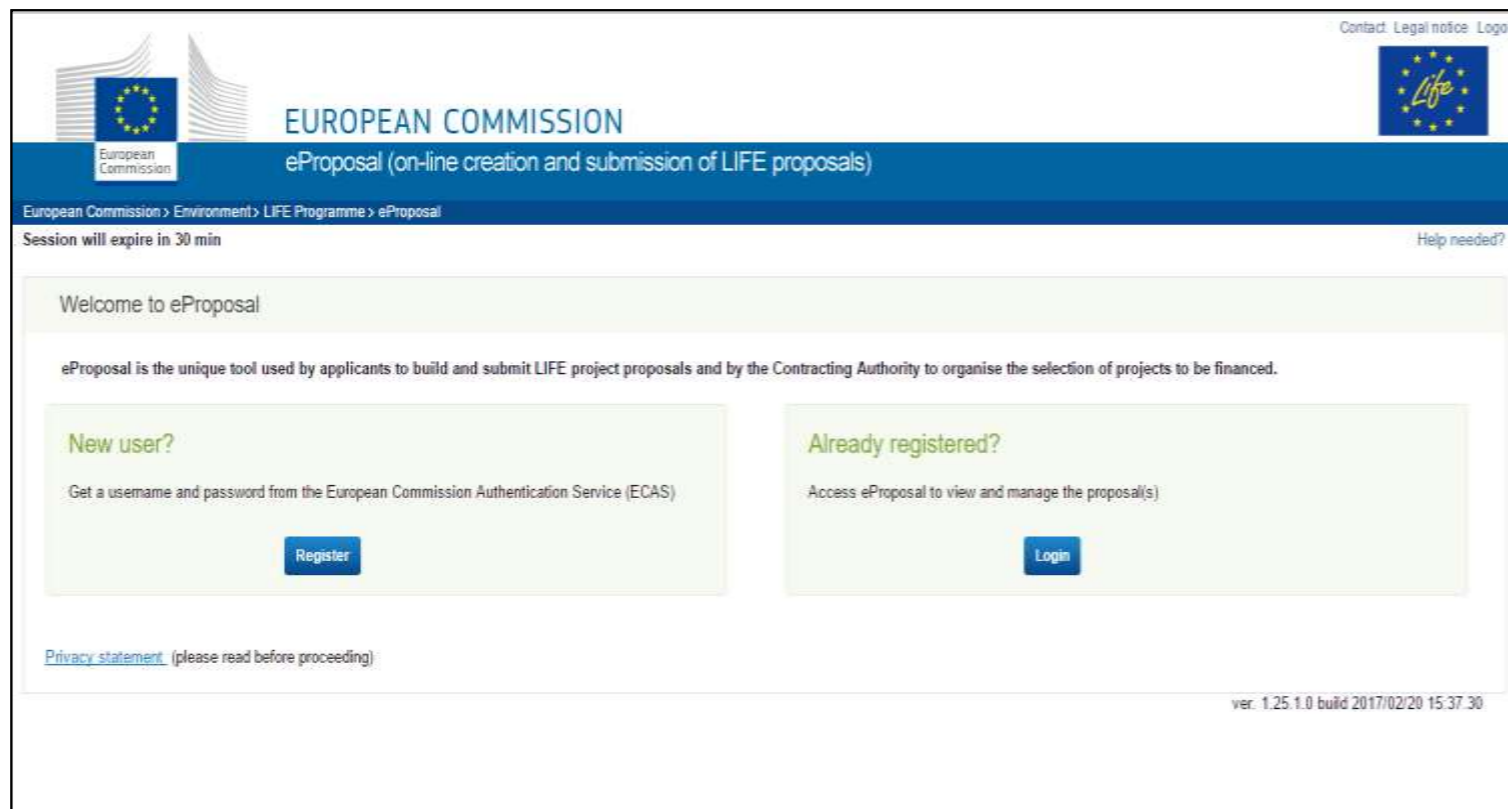 Contact Legal notice Logo
Life
EUROPEAN COMMISSION
European
Commission
eProposal (on-line creation and submission of LIFE proposals)
European Commission > Environment > LIFE Programme > eProposal
Session will expire in 30 min
Help needed?
Welcome to eProposal
eProposal is the unique tool used by applicants to build and submit LIFE project proposals and by the Contracting Authority to organise the selection of projects to be financed.
New user?
Get a username and password from the European Commission Authentication Service (ECAS)
Register
Already registered?
Access eProposal to view and manage the proposal(s)
Login
Privacy statement (please read before proceeding)
ver. 1.25.1.0 build 2017/02/20 15:37:30